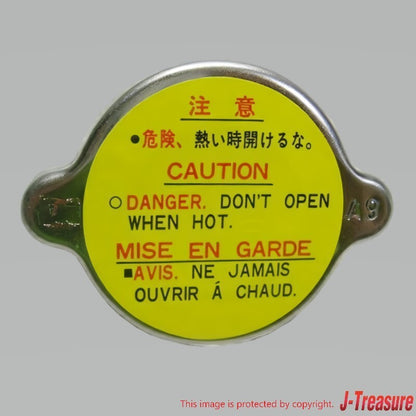 注意
●危険、熱い時開けるな。
CAUTION
○DANGER. DON'T OPEN
WHEN HOT.
MISE EN GARDE
■AVIS. NE JAMAIS
OUVRIR Á CHAUD.
A9
This image is protected by copyright. J-Treasure